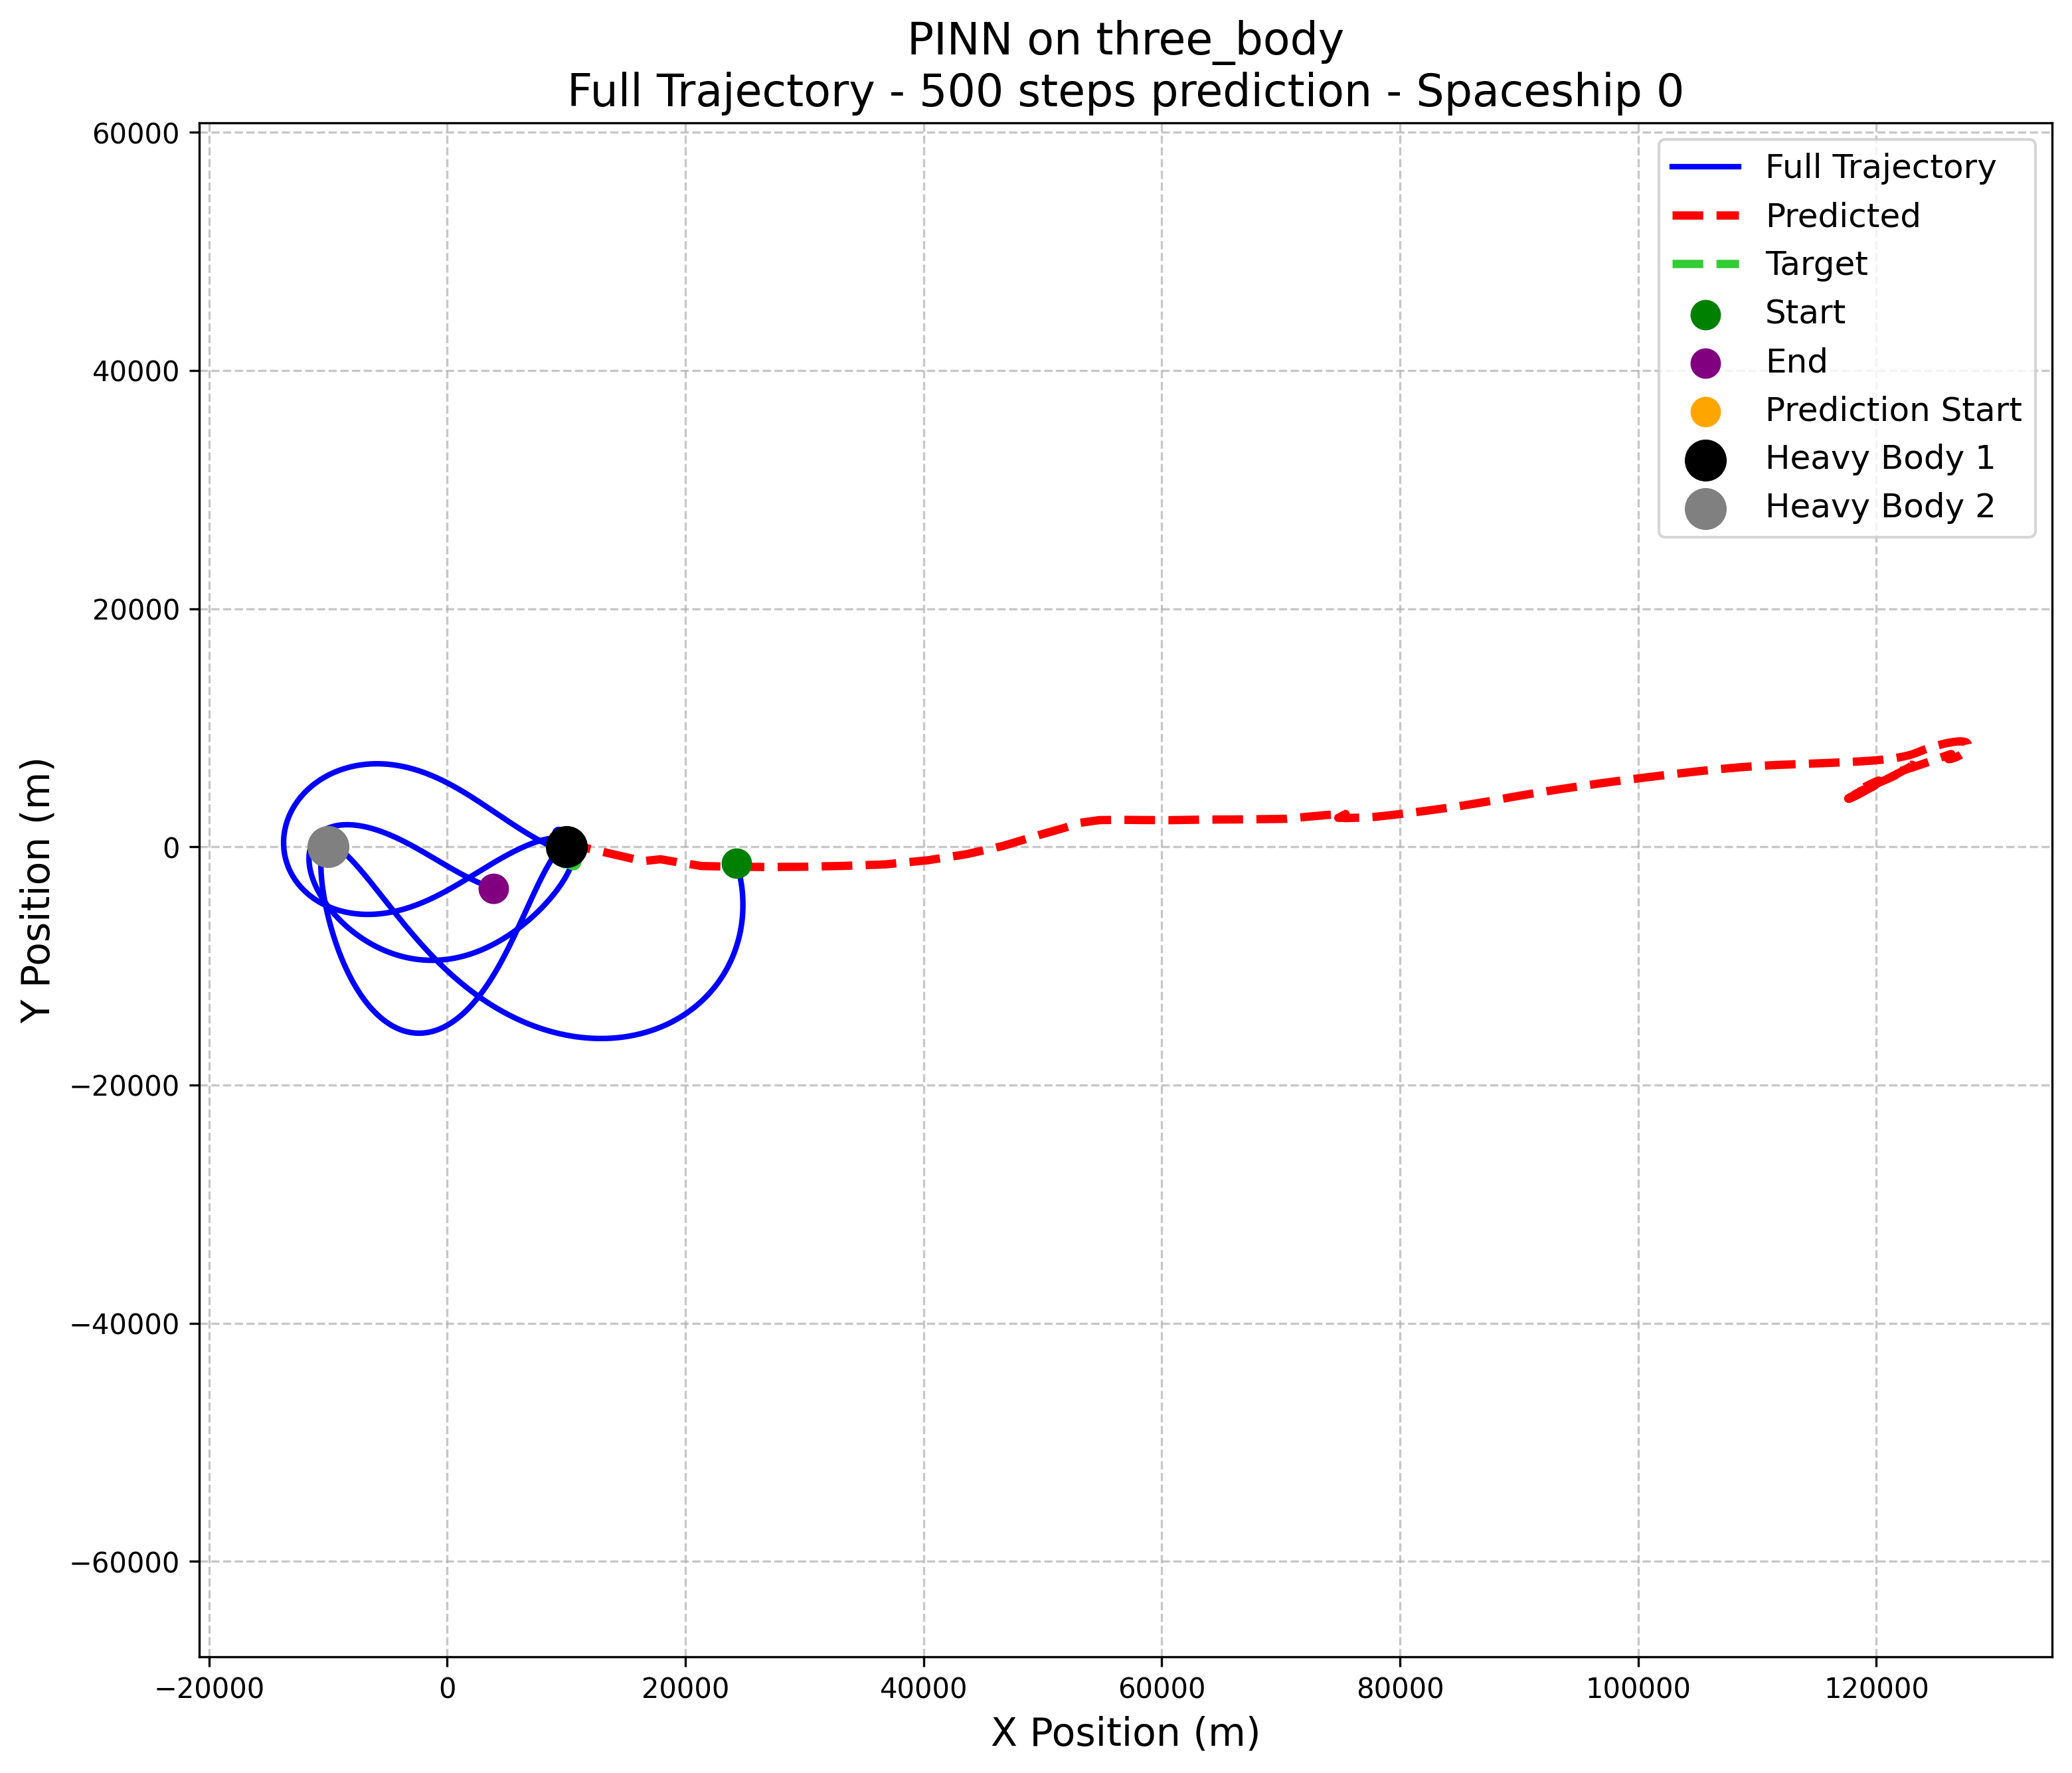 PINN on three_body
Full Trajectory - 500 steps prediction - Spaceship 0
60000
40000
20000
0
−20000
−40000
−60000
Y Position (m)
Full Trajectory
Predicted
Target
Start
End
Prediction Start
Heavy Body 1
Heavy Body 2
−20000
0
20000
40000
60000
80000
100000
120000
X Position (m)